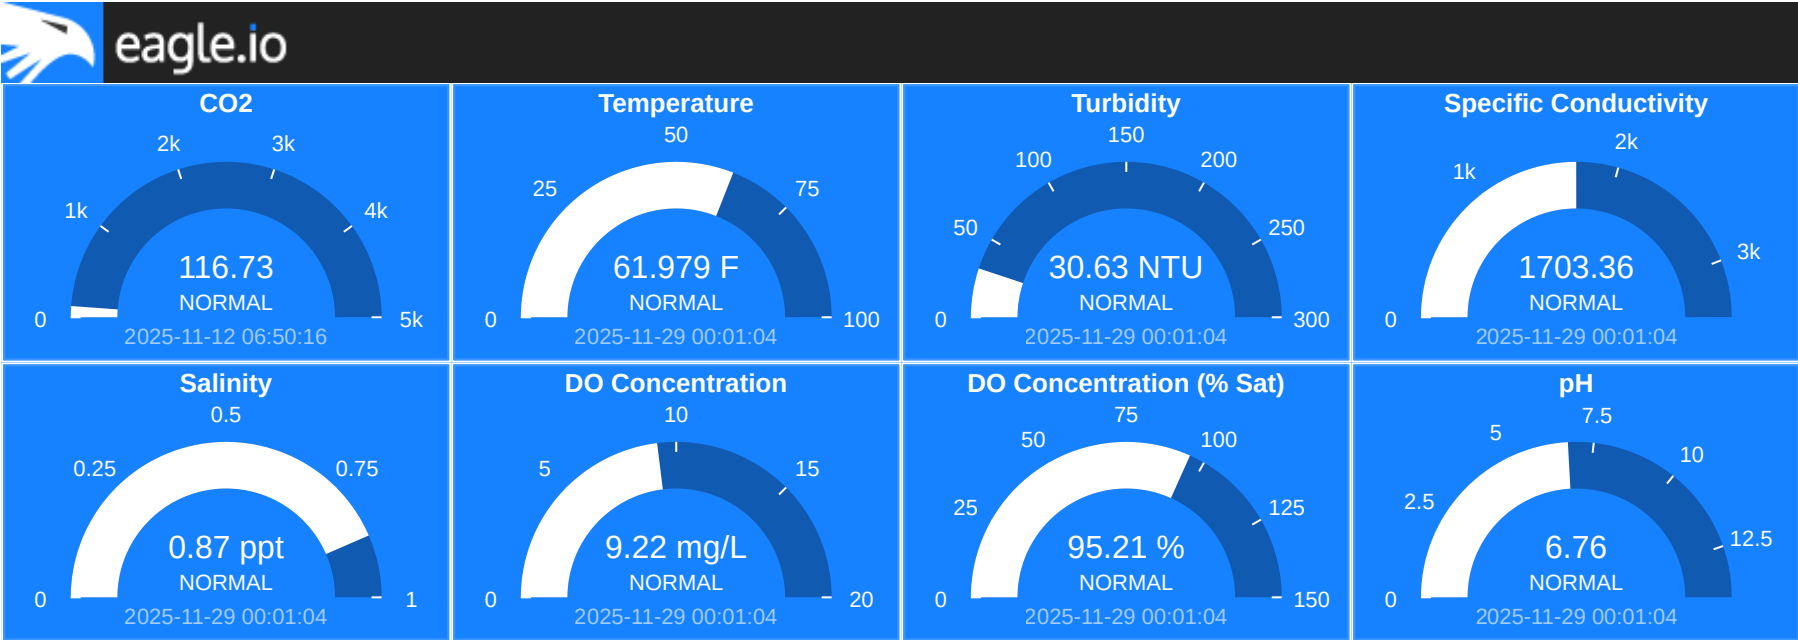 eagle.io
CO2
2k
3k
1k
4k
116.73
NORMAL
0
5k
2025-11-12 06:50:16
Temperature
50
25
75
61.979 F
NORMAL
0
100
2025-11-29 00:01:04
Turbidity
150
100
200
50
250
30.63 NTU
NORMAL
0
300
2025-11-29 00:01:04
Specific Conductivity
2k
1k
3k
1703.36
NORMAL
0
2025-11-29 00:01:04
Salinity
0.5
0.25
0.75
0.87 ppt
NORMAL
0
1
2025-11-29 00:01:04
DO Concentration
10
5
15
9.22 mg/L
NORMAL
0
20
2025-11-29 00:01:04
DO Concentration (% Sat)
75
50
100
25
125
95.21 %
NORMAL
0
150
2025-11-29 00:01:04
pH
7.5
5
10
2.5
12.5
6.76
NORMAL
0
2025-11-29 00:01:04